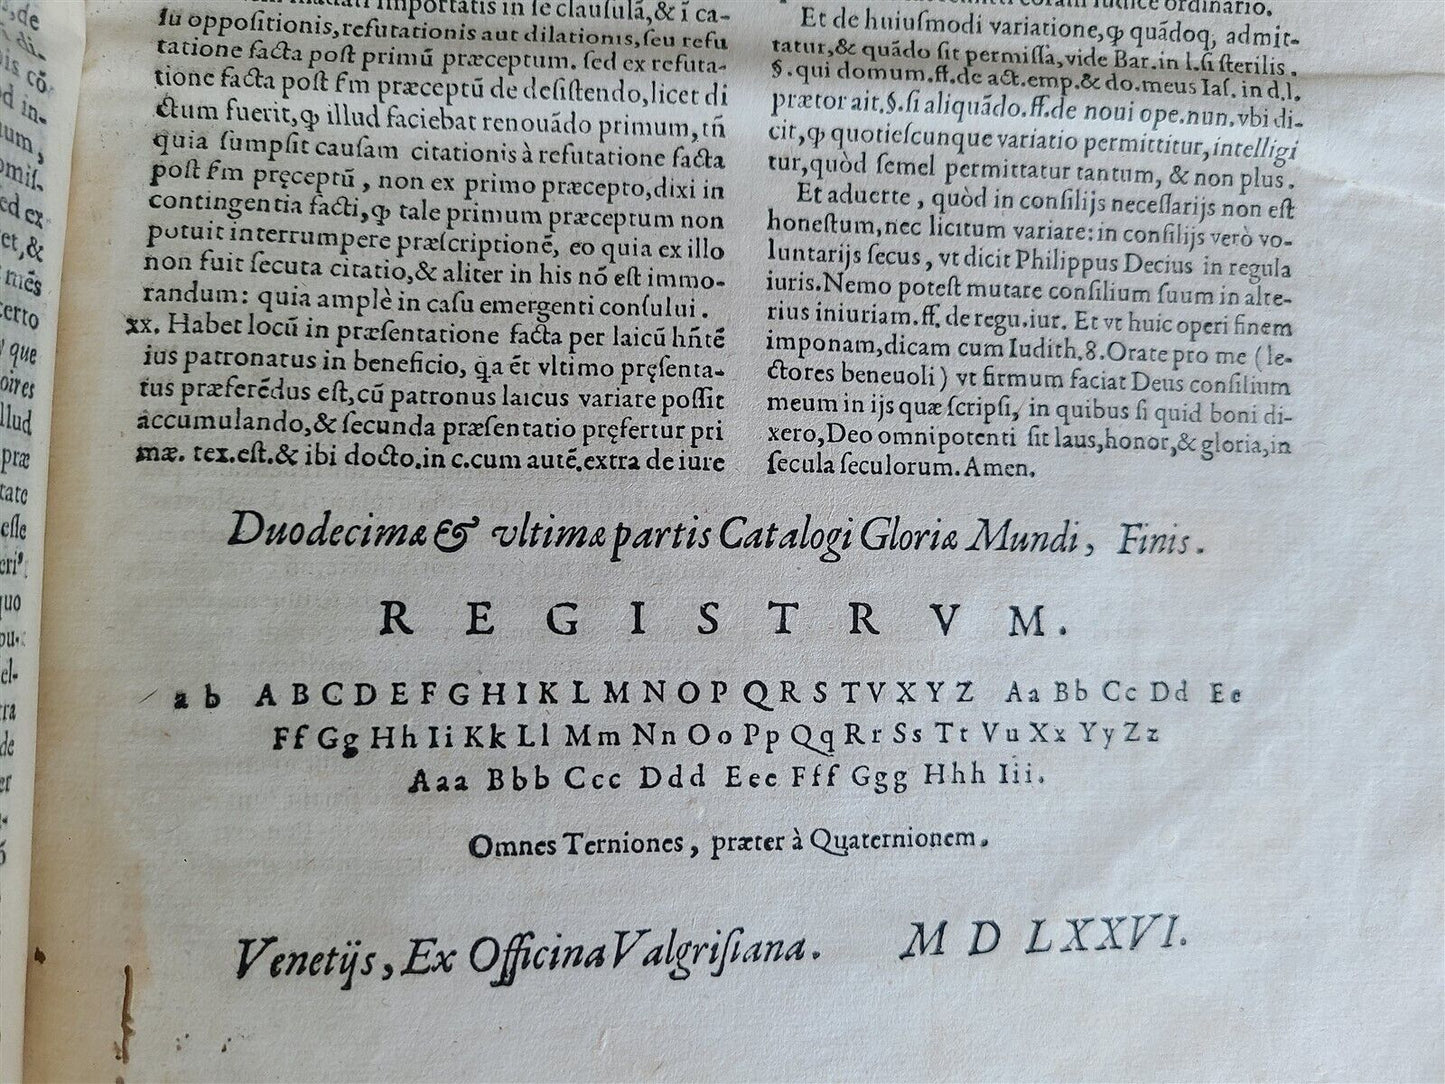 importatis in se clausulã,& ĩ ca-
su oppositionis,refutationis aut dilationis,seu refu
tatione facta post primũ præceptum. sed ex refuta-
tione facta post s̃m præceptũ de desistendo,licet di
ctum fuerit,ꝙ illud faciebat renouãdo primum,tñ
quia sumpsit causam citationis à refutatione facta
post s̃m pręceptũ, non ex primo præcepto,dixi in
contingentia facti,ꝙ tale primum præceptum non
potuit interrumpere præscriptionẽ, eo quia ex illo
non fuit secuta citatio,& aliter in his nõ est immo-
randum: quia amplè in casu emergenti consului.
xx. Habet locũ in præsentatione facta per laicũ hñtẽ
ius patronatus in beneficio, q̃a ẽt vltimo pręsenta-
tus præferẽdus est,cũ patronus laicus variare possit
accumulando,& secunda præsentatio pręfertur pri
mæ. tex.est.& ibi docto.in c.cum autẽ.extra de iure
coram iudice ordinario.
Et de huiusmodi variatione,ꝙ quãdoq; admit-
tatur,& quãdo sit permissa,vide Bar.in l.si sterilis.
§.qui domum.ff.de act.emp.& do.meus Ias. in d.l.
prætor ait.§.si aliquãdo.ff.de noui ope.nun.vbi di-
cit,ꝙ quotiescunque variatio permittitur,intelligi
tur,quòd semel permittatur tantum, & non plus.
Et aduerte, quòd in consilijs necessarijs non est
honestum,nec licitum variare:in consilijs verò vo-
luntarijs secus, vt dicit Philippus Decius in regula
iuris.Nemo potest mutare consilium suum in alte-
rius iniuriam.ff. de regu.iur. Et vt huic operi finem
imponam,dicam cum Iudith.8.Orate pro me (le-
ctores beneuoli) vt firmum faciat Deus consilium
meum in ijs quæ scripsi, in quibus si quid boni di-
xero,Deo omnipotenti sit laus,honor,& gloria,in
secula seculorum.Amen.
Duodecimæ & vltimæ partis Catalogi Gloriæ Mundi, Finis.
REGISTRVM.
a b A B C D E F G H I K L M N O P Q R S T V X Y Z Aa Bb Cc Dd Ee
Ff Gg Hh Ii Kk Ll Mm Nn Oo Pp Qq Rr Ss Tt Vu Xx Yy Zz
Aaa Bbb Ccc Ddd Eee Fff Ggg Hhh Iii.
Omnes Terniones, præter à Quaternionem.
Venetijs, Ex Officina Valgrisiana. M D LXXVI.